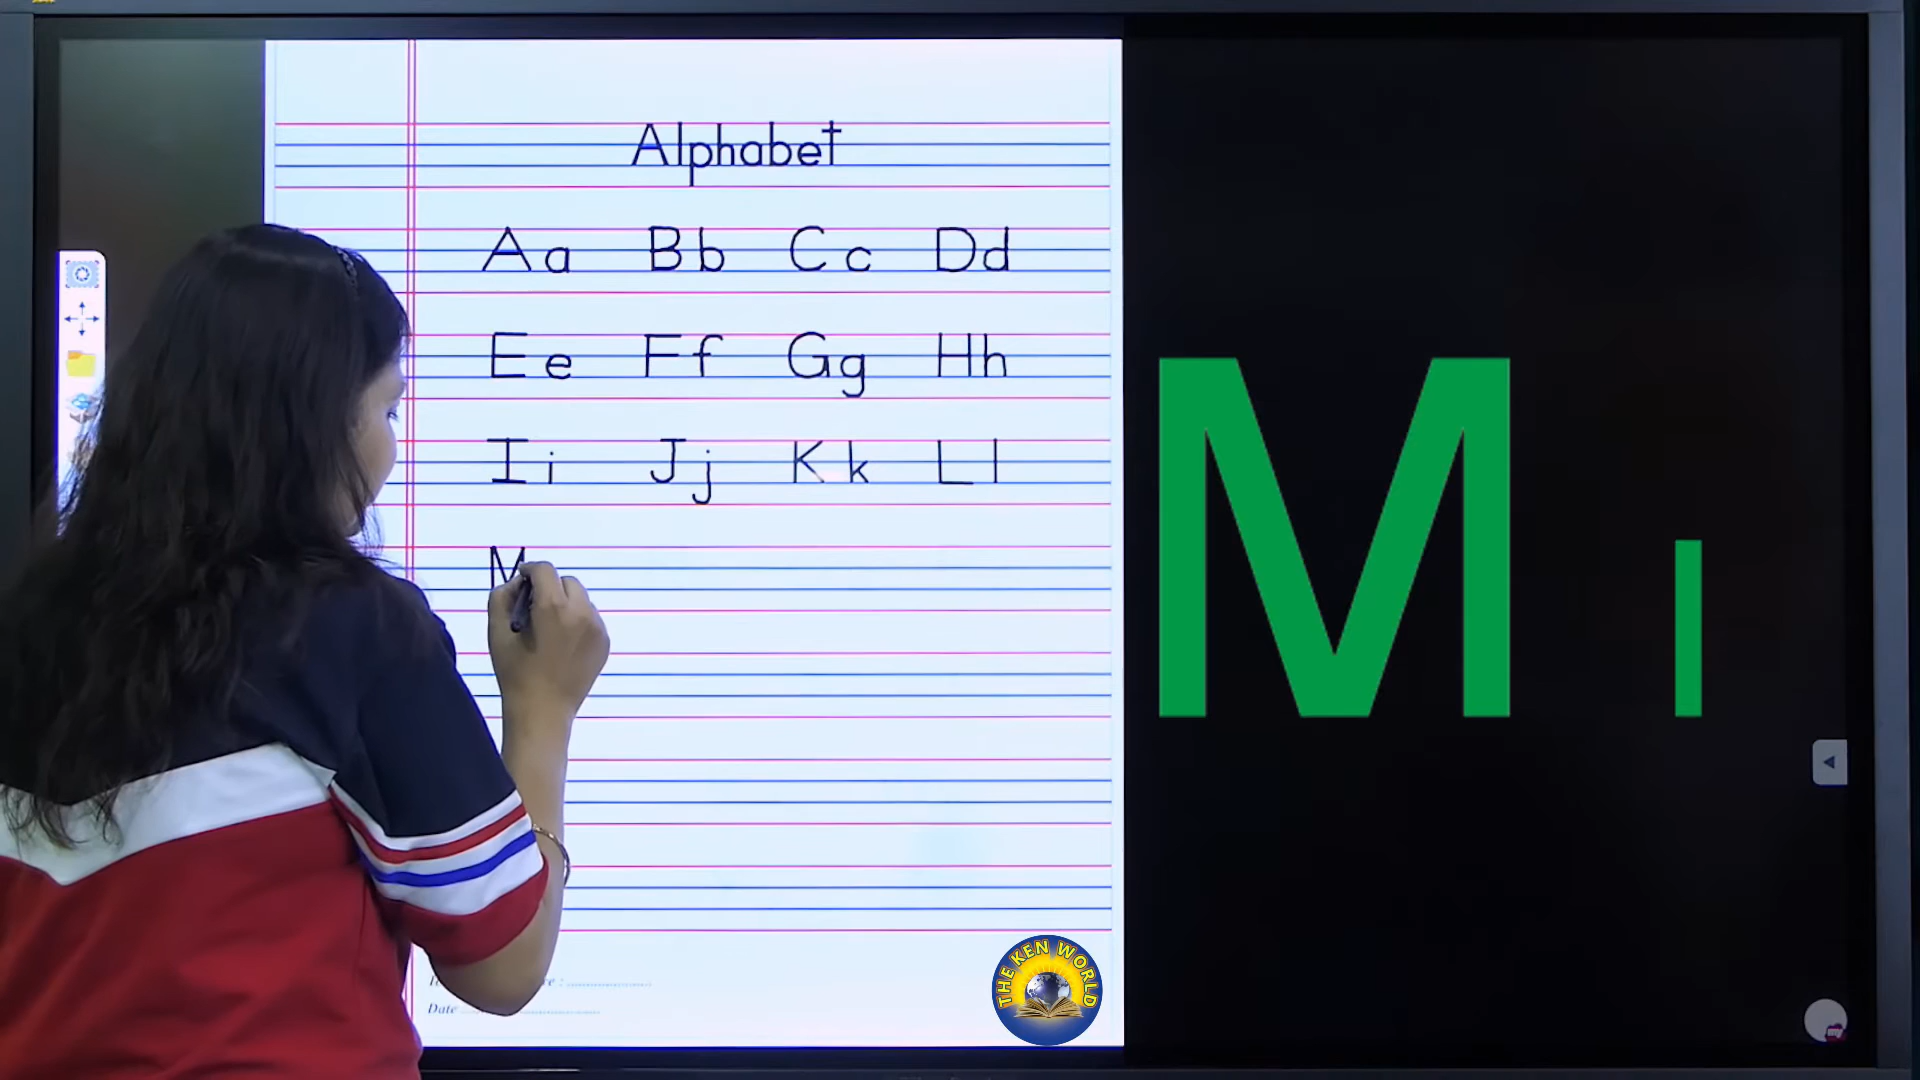 Alphabet
Aa Bb Cc Dd
Ee Ff Gg Hh
Ii Jj Kk Ll
M
M ı
Date
THE KEN WORLD